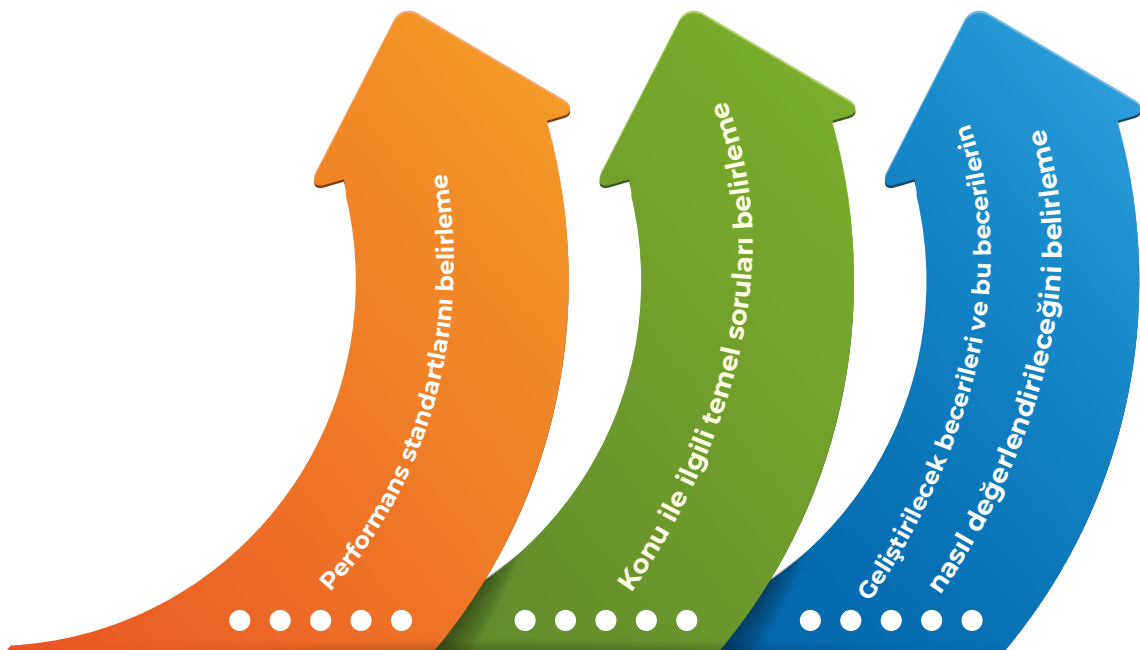 Performans standartlarını belirleme
Konu ile ilgili temel soruları belirleme
Geliştirilecek becerileri ve bu becerilerin
nasıl değerlendirileceğini belirleme